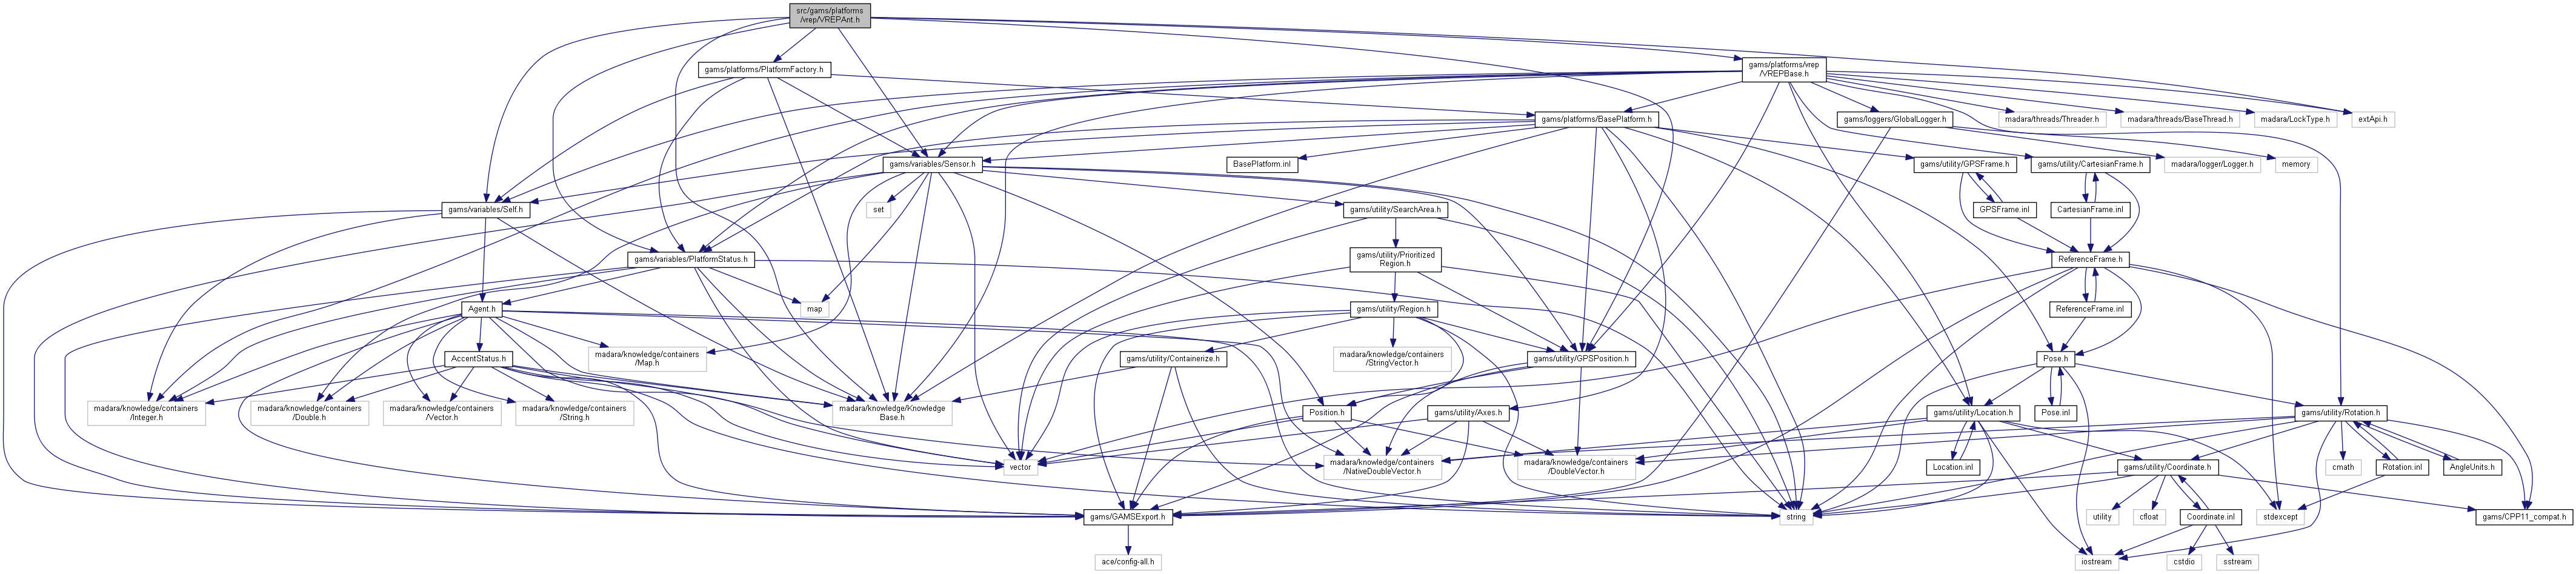 src/gams/platforms
/vrep/VREPAnt.h
gams/platforms/PlatformFactory.h
gams/platforms/vrep
/VREPBase.h
gams/platforms/BasePlatform.h
gams/loggers/GlobalLogger.h
madara/threads/Threader.h
madara/threads/BaseThread.h
madara/LockType.h
extApi.h
gams/variables/Sensor.h
BasePlatform.inl
gams/utility/GPSFrame.h
gams/utility/CartesianFrame.h
madara/logger/Logger.h
memory
gams/variables/Self.h
set
gams/utility/SearchArea.h
GPSFrame.inl
CartesianFrame.inl
gams/variables/PlatformStatus.h
gams/utility/Prioritized
Region.h
ReferenceFrame.h
Agent.h
map
gams/utility/Region.h
ReferenceFrame.inl
AccentStatus.h
madara/knowledge/containers
/Map.h
gams/utility/Containerize.h
madara/knowledge/containers
/StringVector.h
gams/utility/GPSPosition.h
Pose.h
madara/knowledge/containers
/Integer.h
madara/knowledge/containers
/Double.h
madara/knowledge/containers
/Vector.h
madara/knowledge/containers
/String.h
madara/knowledge/Knowledge
Base.h
Position.h
gams/utility/Axes.h
gams/utility/Location.h
Pose.inl
gams/utility/Rotation.h
vector
madara/knowledge/containers
/NativeDoubleVector.h
madara/knowledge/containers
/DoubleVector.h
Location.inl
gams/utility/Coordinate.h
cmath
Rotation.inl
AngleUnits.h
gams/GAMSExport.h
string
utility
cfloat
Coordinate.inl
stdexcept
gams/CPP11_compat.h
ace/config-all.h
iostream
cstdio
sstream